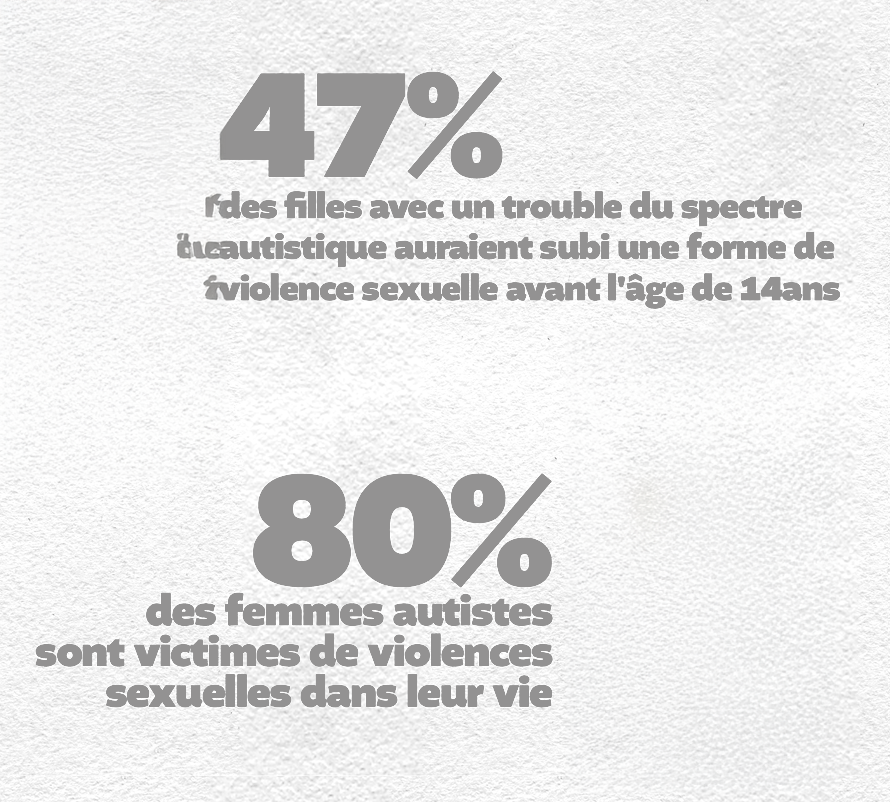 47%
des filles avec un trouble du spectre
autistique auraient subi une forme de
violence sexuelle avant l'âge de 14ans
80%
des femmes autistes
sont victimes de violences
sexuelles dans leur vie